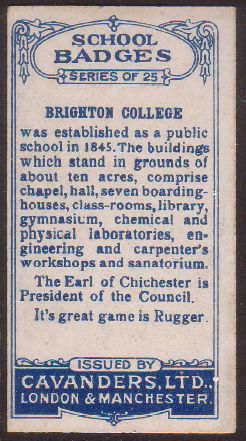 SCHOOL
BADGES
SERIES OF 25
BRIGHTON COLLEGE
was established as a public
school in 1845. The buildings
which stand in grounds of
about ten acres, comprise
chapel, hall, seven boarding-
houses, class-rooms, library,
gymnasium, chemical and
physical laboratories, en-
gineering and carpenter's
workshops and sanatorium.
The Earl of Chichester is
President of the Council.
It's great game is Rugger.
ISSUED BY
CAVANDERS, LTD.,
LONDON & MANCHESTER.